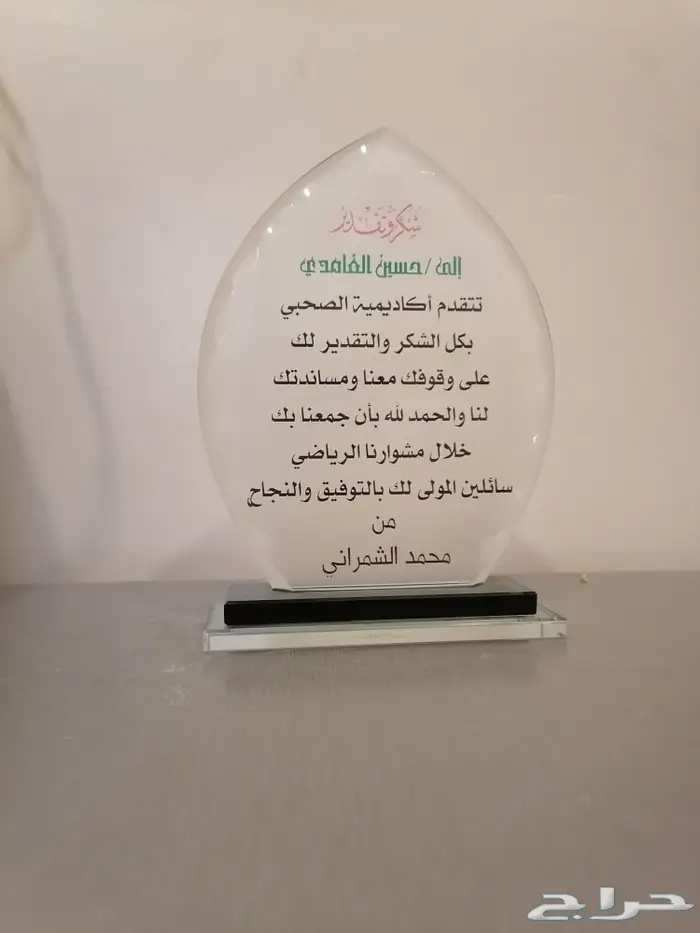 شكر وتقدير
إلى / حسين الغامدي
تتقدم أكاديمية الصحبي
بكل الشكر والتقدير لك
على وقوفك معنا ومساندتك
لنا والحمد لله بأن جمعنا بك
خلال مشوارنا الرياضي
سائلين المولى لك بالتوفيق والنجاح
من
محمد الشمراني
حراج